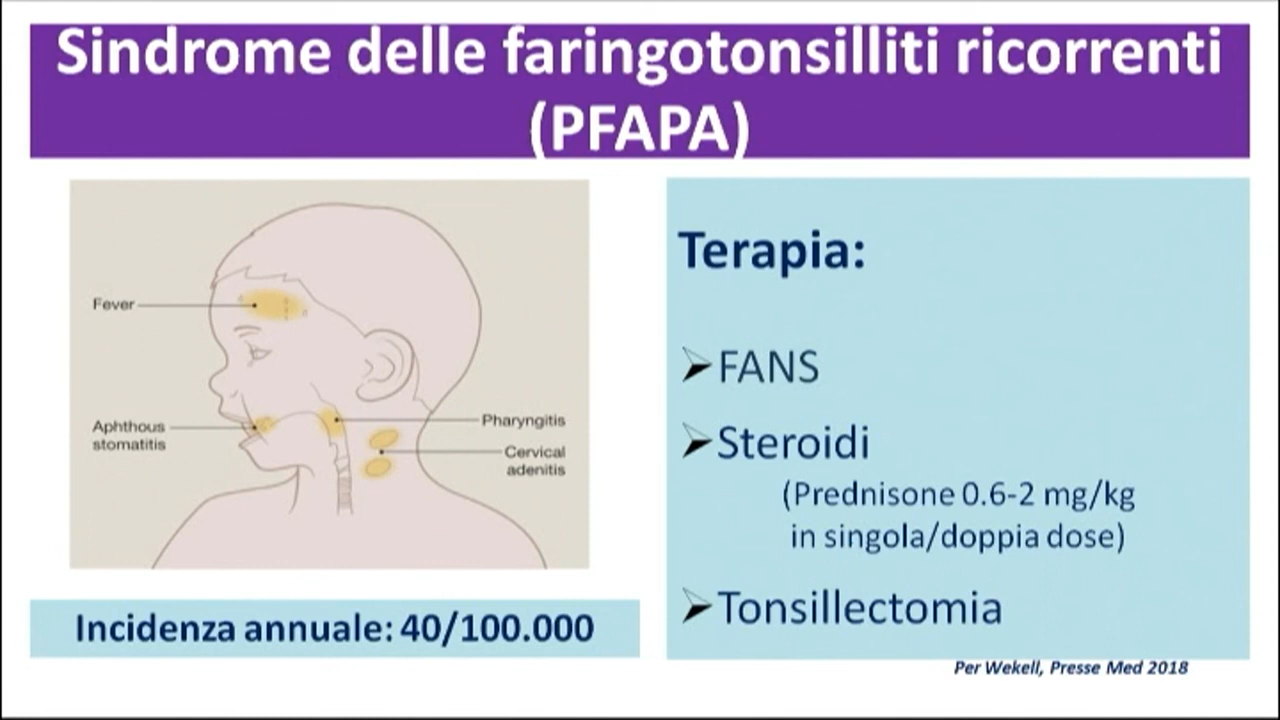 Sindrome delle faringotonsilliti ricorrenti
(PFAPA)
Fever
Aphthous
stomatitis
Pharyngitis
Cervical
adenitis
Incidenza annuale: 40/100.000
Terapia:
FANS
Steroidi
(Prednisone 0.6-2 mg/kg
in singola/doppia dose)
Tonsillectomia
Per Wekell, Presse Med 2018